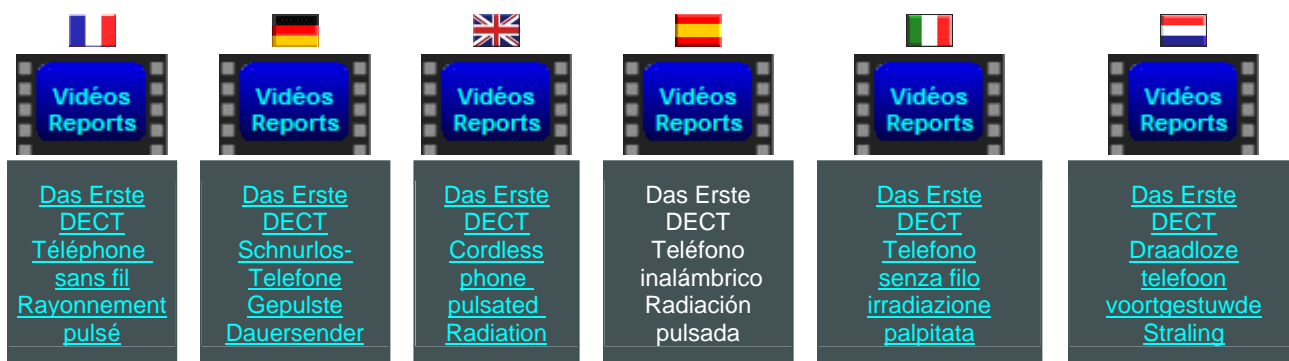 Vidéos
Reports
Vidéos
Reports
Vidéos
Reports
Vidéos
Reports
Vidéos
Reports
Vidéos
Reports
Das Erste
DECT
Téléphone
sans fil
Rayonnement
pulsé
Das Erste
DECT
Schnurlos-
Telefone
Gepulste
Dauersender
Das Erste
DECT
Cordless
phone
pulsated
Radiation
Das Erste
DECT
Teléfono
inalámbrico
Radiación
pulsada
Das Erste
DECT
Telefono
senza filo
irradiazione
palpitata
Das Erste
DECT
Draadloze
telefoon
voortgestuwde
Straling